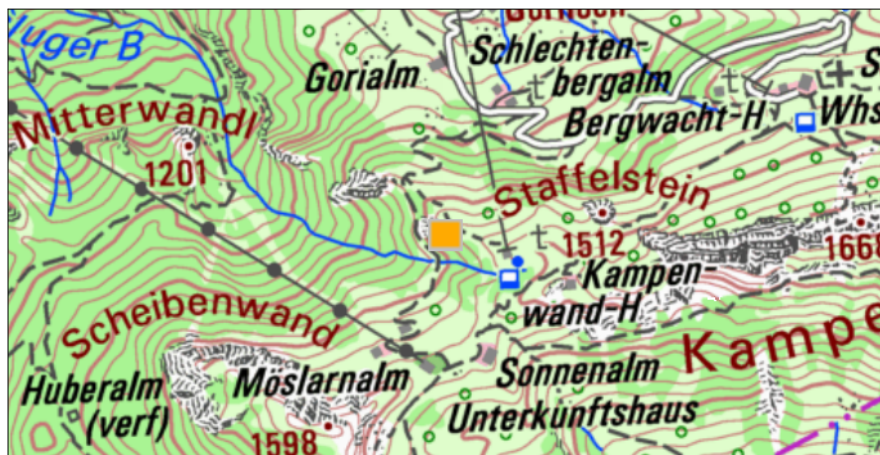 luger B
Gorialm
Schlechten-
bergalm
Bergwacht-H
Whs
Mitterwandl
1201
Staffelstein
1512
1668
Kampen-
wand-H
Scheibenwand
Kampe
Huberalm
(verf)
Möslarnalm
Sonnenalm
Unterkunftshaus
1598